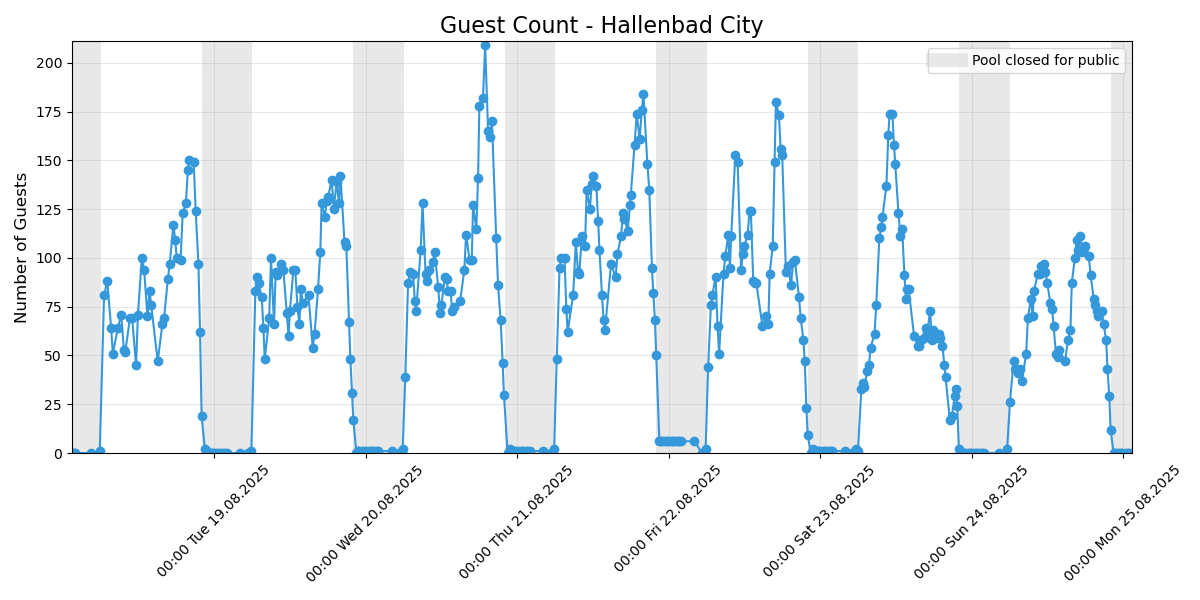 Guest Count - Hallenbad City
Pool closed for public
Number of Guests
200
175
150
125
100
75
50
25
0
00:00 Tue 19.08.2025
00:00 Wed 20.08.2025
00:00 Thu 21.08.2025
00:00 Fri 22.08.2025
00:00 Sat 23.08.2025
00:00 Sun 24.08.2025
00:00 Mon 25.08.2025